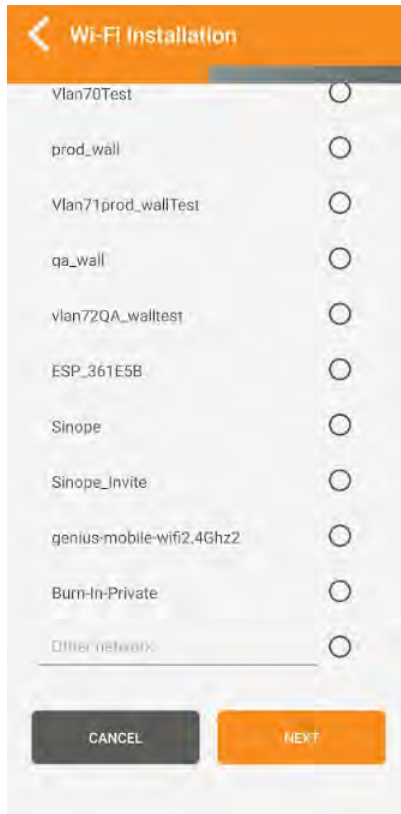 Wi-Fi Installation
Vlan70Test
prod_wall
Vlan71prod_wallTest
qa_wall
vlan72QA_walltest
ESP_361E5B
Sinope
Sinope_Invite
genius-mobile-wifi2.4Ghz2
Burn-In-Private
Other network
CANCEL
NEXT